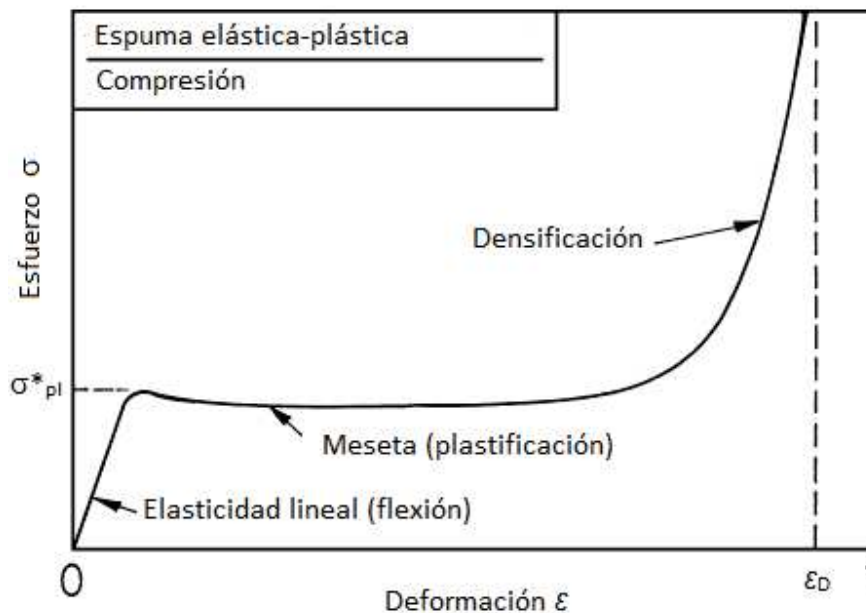 Espuma elástica-plástica
Compresión
Esfuerzo σ
Densificación
σ*pl
Meseta (plastificación)
Elasticidad lineal (flexión)
0
εD
Deformación ε